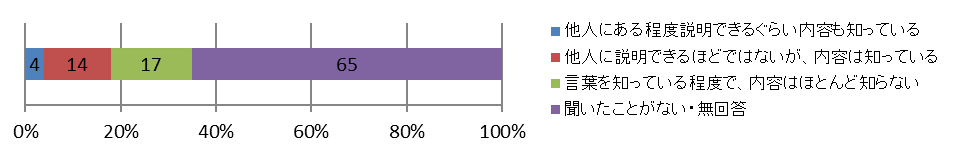 4 14 17 65
0% 20% 40% 60% 80% 100%
他人にある程度説明できるぐらい内容も知っている
他人に説明できるほどではないが、内容は知っている
言葉を知っている程度で、内容はほとんど知らない
聞いたことがない・無回答